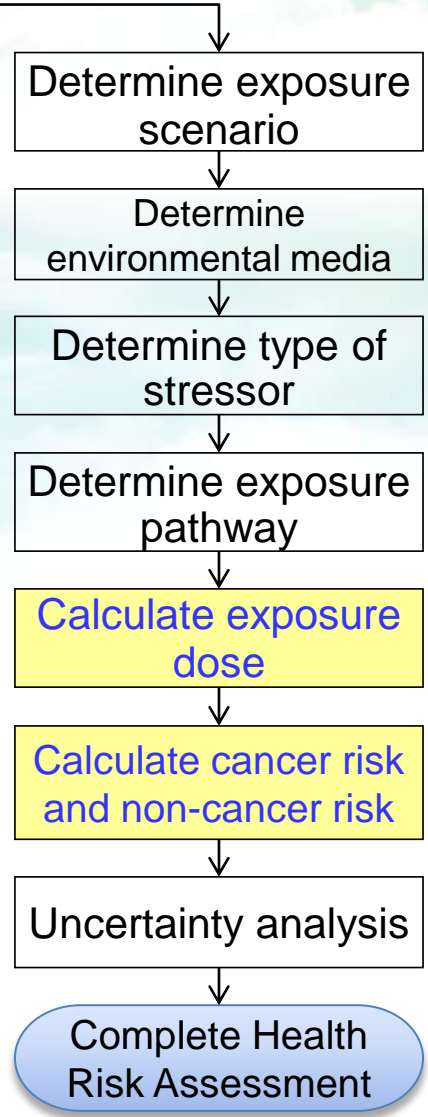 Determine exposure
scenario
Determine
environmental media
Determine type of
stressor
Determine exposure
pathway
Calculate exposure
dose
Calculate cancer risk
and non-cancer risk
Uncertainty analysis
Complete Health
Risk Assessment